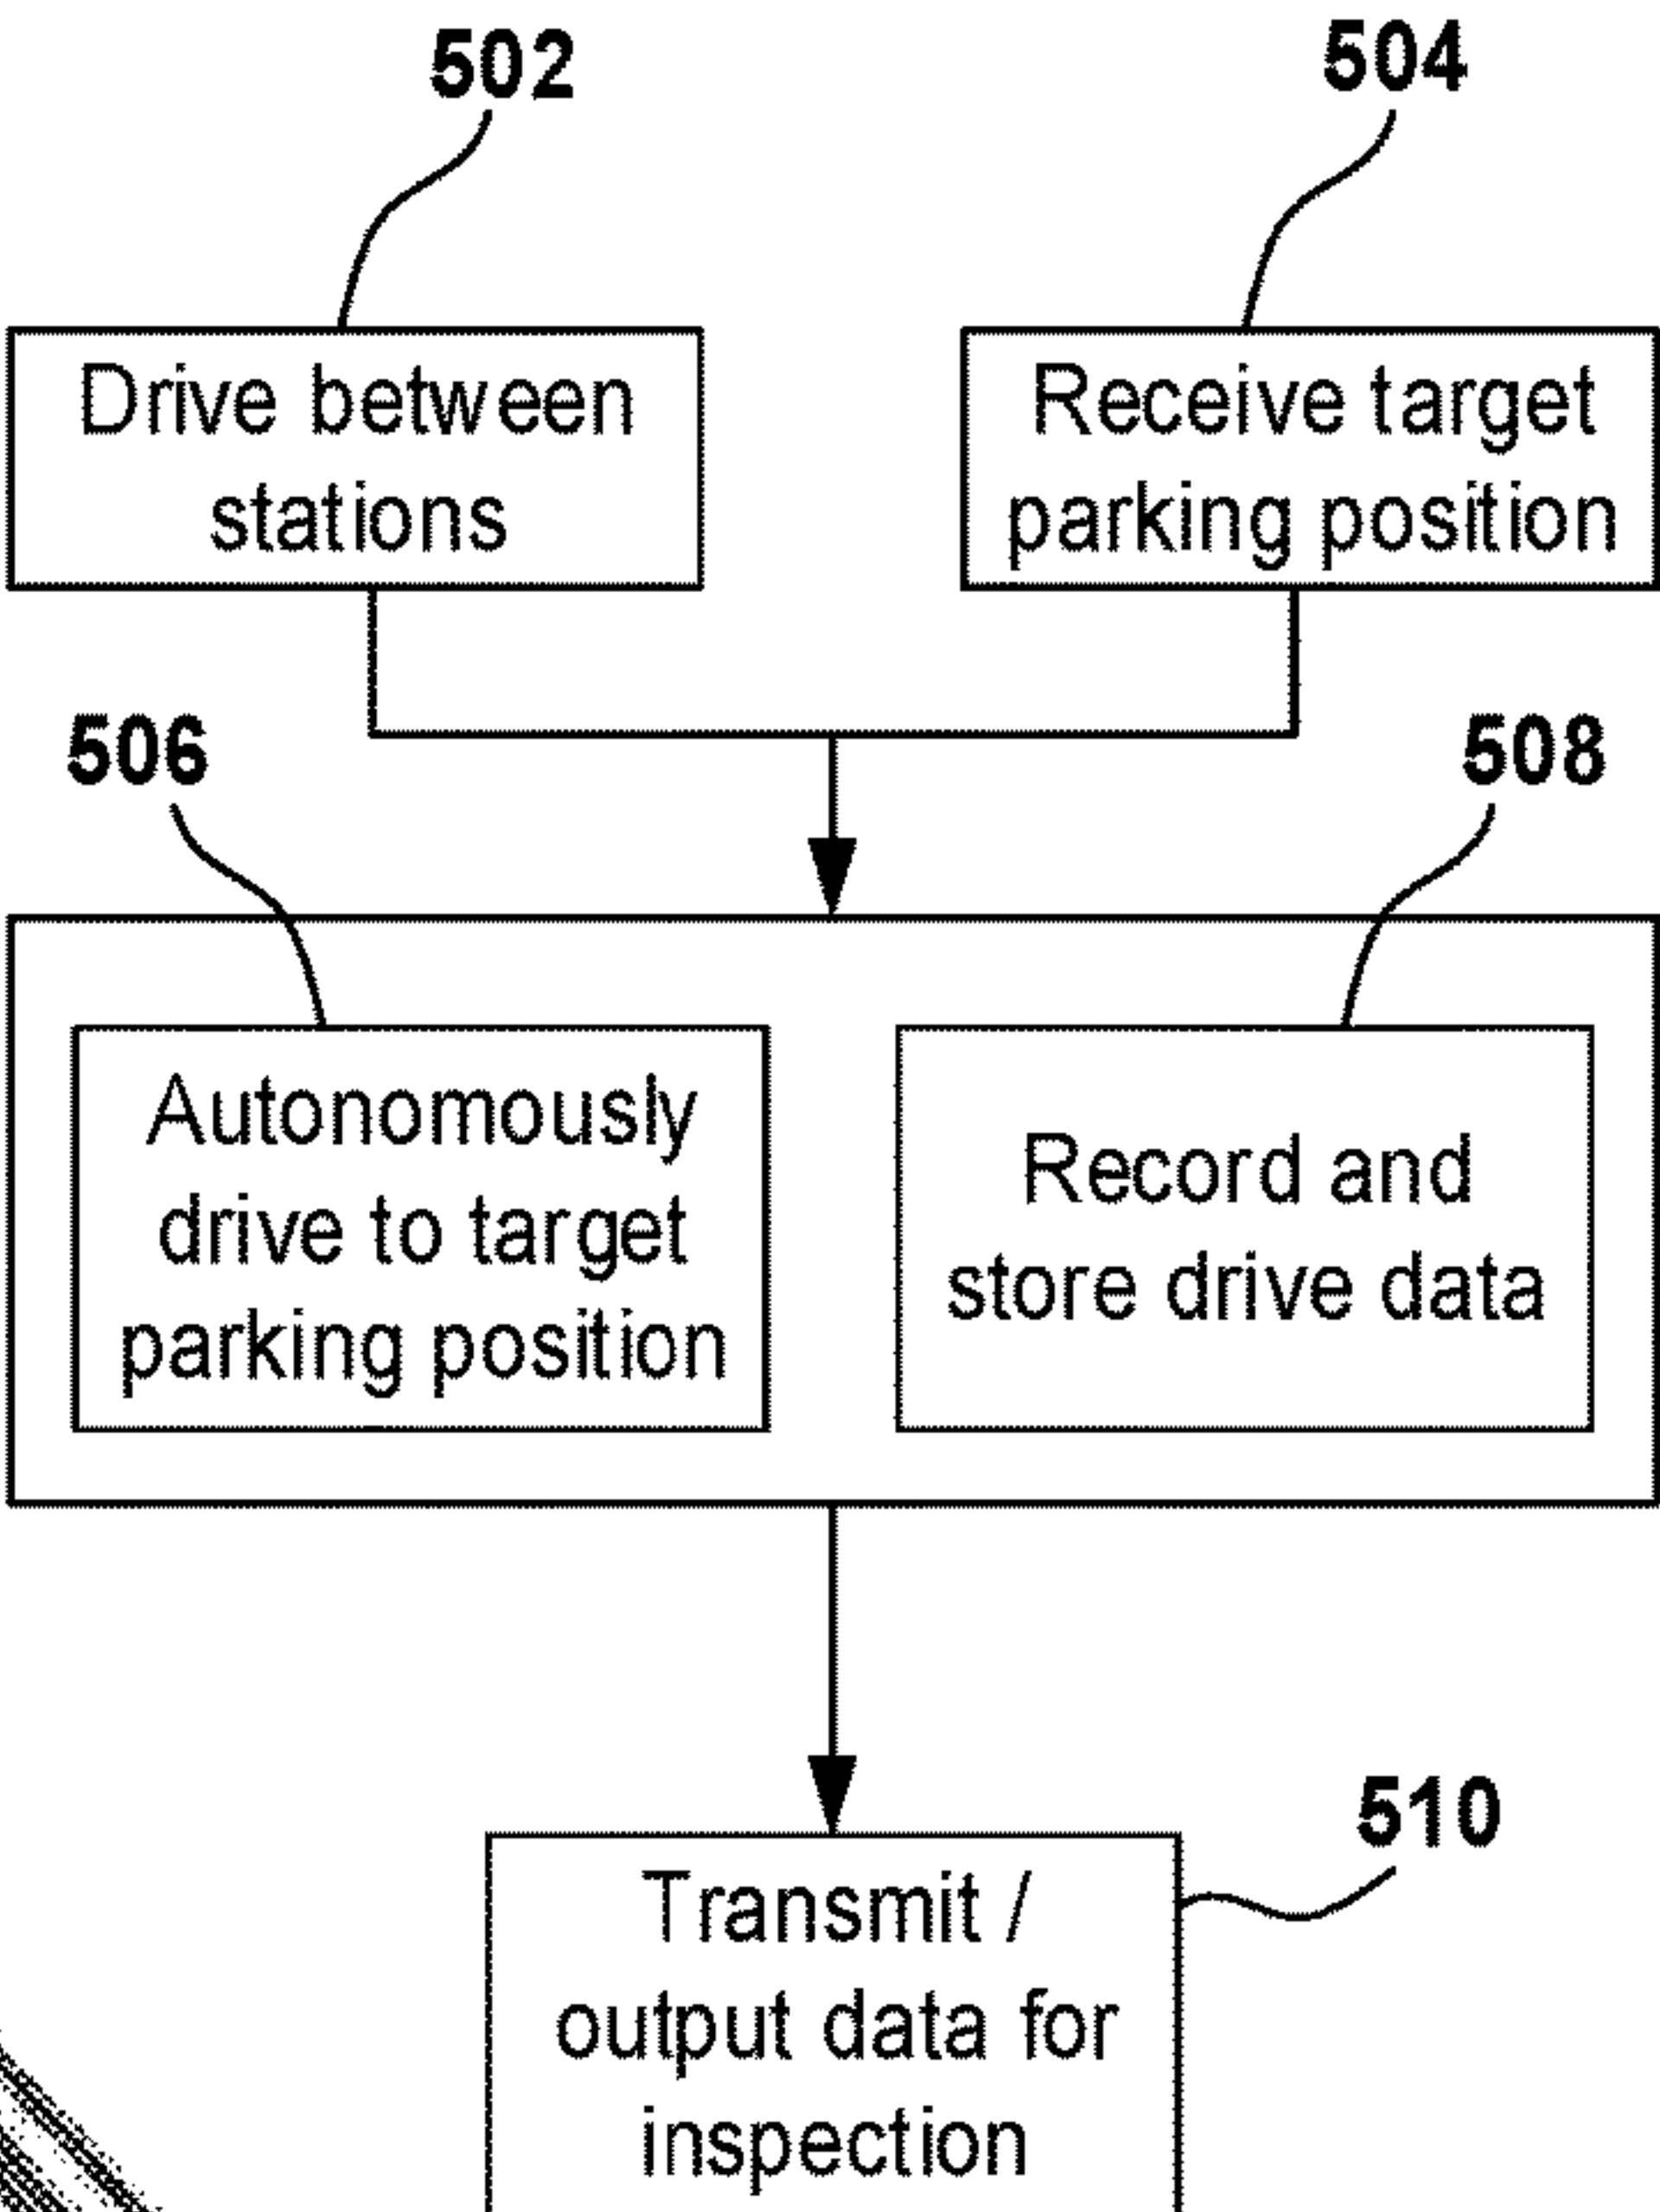 502
504
Drive between
stations
Receive target
parking position
506
508
Autonomously
drive to target
parking position
Record and
store drive data
510
Transmit /
output data for
inspection